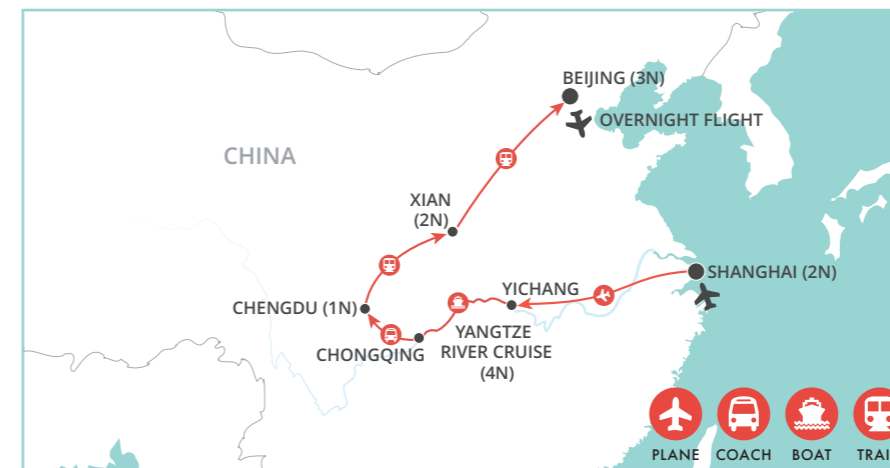 BEIJING (3N)
OVERNIGHT FLIGHT
CHINA
XIAN
(2N)
SHANGHAI (2N)
YICHANG
CHENGDU (1N)
CHONGQING
YANGTZE
RIVER CRUISE
(4N)
PLANE COACH BOAT TRAI